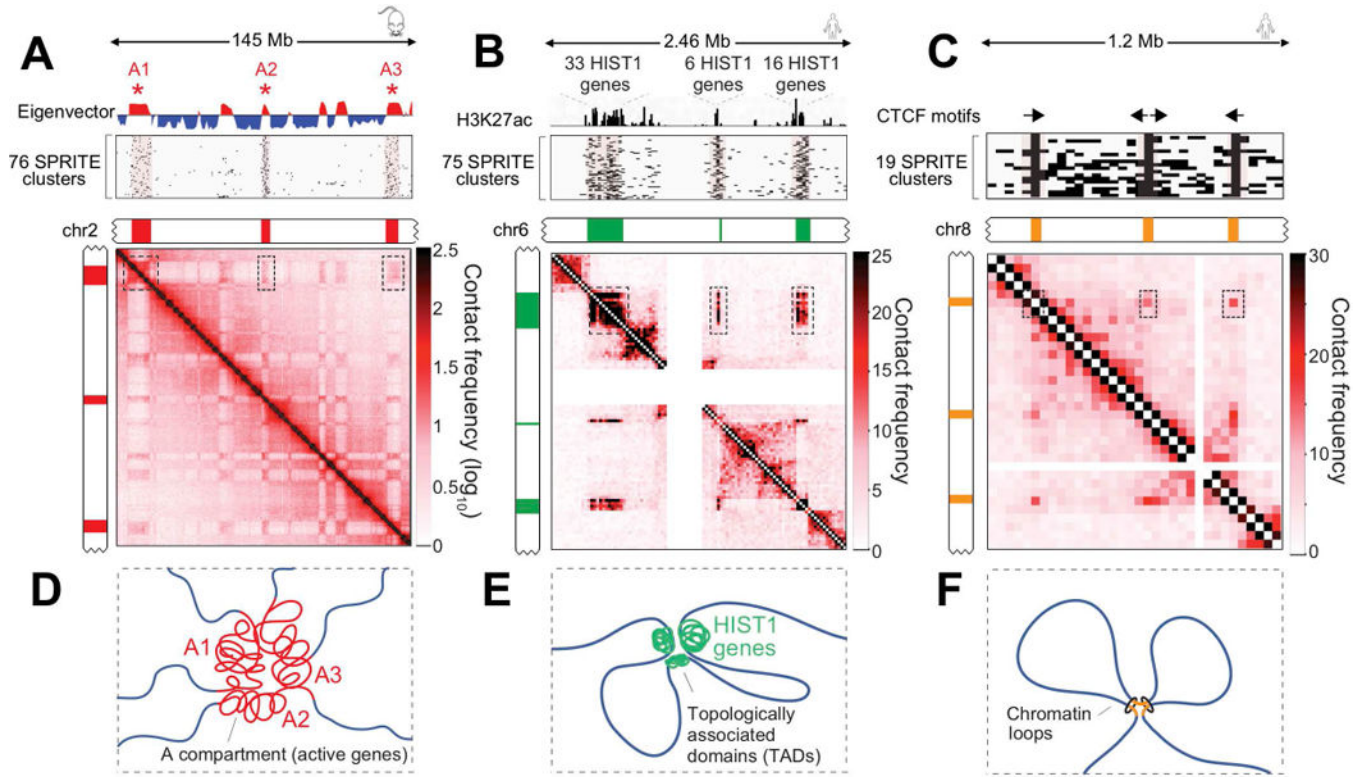 A
145 Mb
A1
A2
A3
*
*
*
Eigenvector
76 SPRITE
clusters
chr2
2.5
2
1.5
1
0.5
0
Contact frequency (log10)
B
2.46 Mb
33 HIST1
genes
6 HIST1
genes
16 HIST1
genes
H3K27ac
75 SPRITE
clusters
chr6
25
20
15
10
5
0
Contact frequency
C
1.2 Mb
CTCF motifs
19 SPRITE
clusters
chr8
30
20
10
0
Contact frequency
D
A1
A3
A2
A compartment (active genes)
E
HIST1
genes
Topologically
associated
domains (TADs)
F
Chromatin
loops